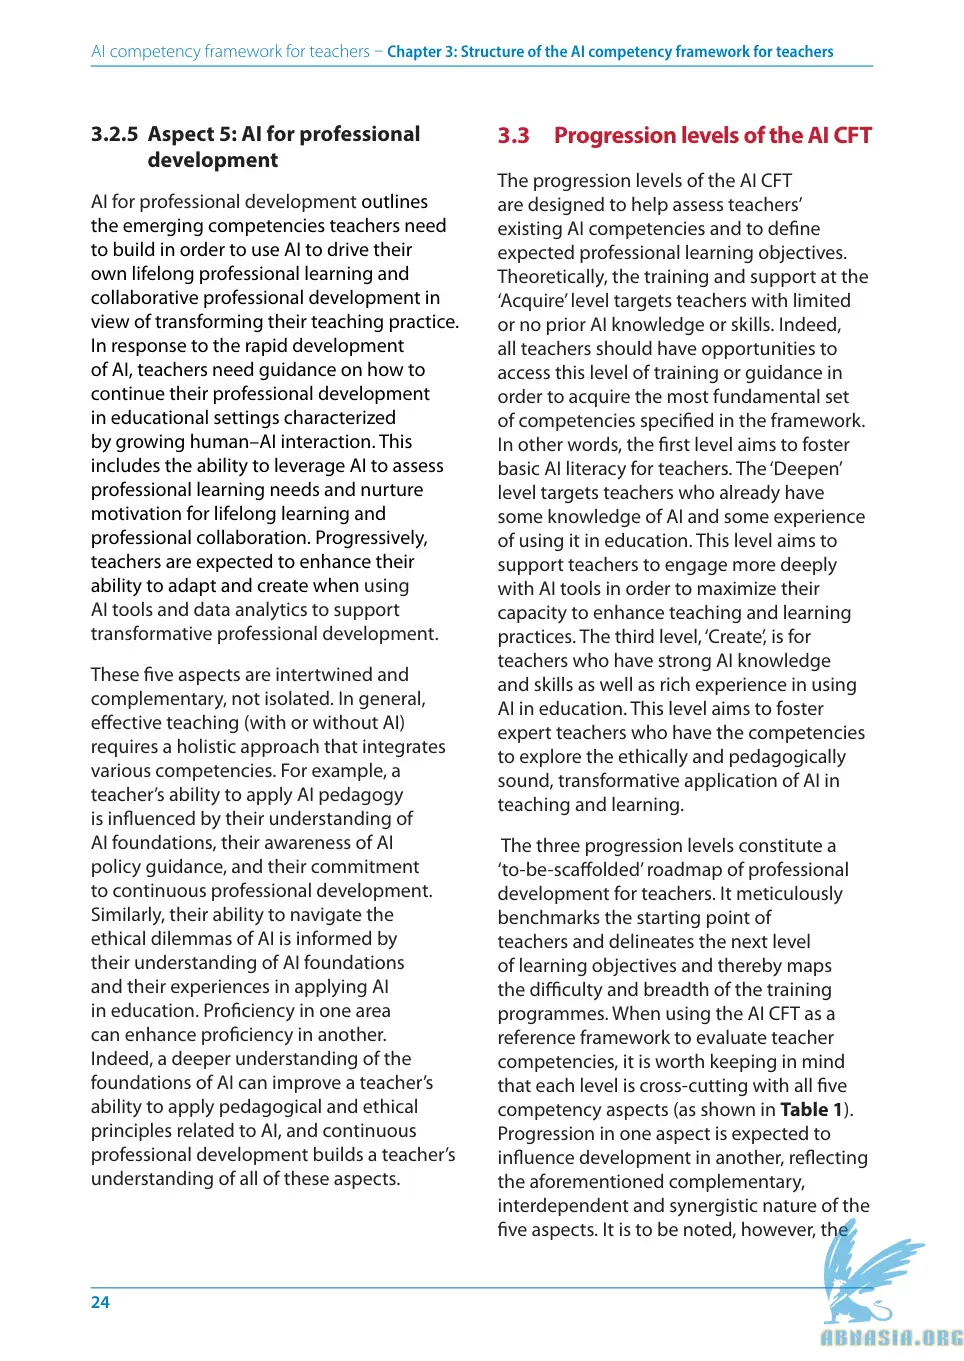 AI competency framework for teachers – Chapter 3: Structure of the AI competency framework for teachers
3.2.5 Aspect 5: AI for professional
development
AI for professional development outlines
the emerging competencies teachers need
to build in order to use AI to drive their
own lifelong professional learning and
collaborative professional development in
view of transforming their teaching practice.
In response to the rapid development
of AI, teachers need guidance on how to
continue their professional development
in educational settings characterized
by growing human–AI interaction. This
includes the ability to leverage AI to assess
professional learning needs and nurture
motivation for lifelong learning and
professional collaboration. Progressively,
teachers are expected to enhance their
ability to adapt and create when using
AI tools and data analytics to support
transformative professional development.
These five aspects are intertwined and
complementary, not isolated. In general,
effective teaching (with or without AI)
requires a holistic approach that integrates
various competencies. For example, a
teacher’s ability to apply AI pedagogy
is influenced by their understanding of
AI foundations, their awareness of AI
policy guidance, and their commitment
to continuous professional development.
Similarly, their ability to navigate the
ethical dilemmas of AI is informed by
their understanding of AI foundations
and their experiences in applying AI
in education. Proficiency in one area
can enhance proficiency in another.
Indeed, a deeper understanding of the
foundations of AI can improve a teacher’s
ability to apply pedagogical and ethical
principles related to AI, and continuous
professional development builds a teacher’s
understanding of all of these aspects.
3.3 Progression levels of the AI CFT
The progression levels of the AI CFT
are designed to help assess teachers’
existing AI competencies and to define
expected professional learning objectives.
Theoretically, the training and support at the
‘Acquire’ level targets teachers with limited
or no prior AI knowledge or skills. Indeed,
all teachers should have opportunities to
access this level of training or guidance in
order to acquire the most fundamental set
of competencies specified in the framework.
In other words, the first level aims to foster
basic AI literacy for teachers. The ‘Deepen’
level targets teachers who already have
some knowledge of AI and some experience
of using it in education. This level aims to
support teachers to engage more deeply
with AI tools in order to maximize their
capacity to enhance teaching and learning
practices. The third level, ‘Create’, is for
teachers who have strong AI knowledge
and skills as well as rich experience in using
AI in education. This level aims to foster
expert teachers who have the competencies
to explore the ethically and pedagogically
sound, transformative application of AI in
teaching and learning.
The three progression levels constitute a
‘to-be-scaffolded’ roadmap of professional
development for teachers. It meticulously
benchmarks the starting point of
teachers and delineates the next level
of learning objectives and thereby maps
the difficulty and breadth of the training
programmes. When using the AI CFT as a
reference framework to evaluate teacher
competencies, it is worth keeping in mind
that each level is cross-cutting with all five
competency aspects (as shown in Table 1).
Progression in one aspect is expected to
influence development in another, reflecting
the aforementioned complementary,
interdependent and synergistic nature of the
five aspects. It is to be noted, however, the
24
ABNASIA.ORG